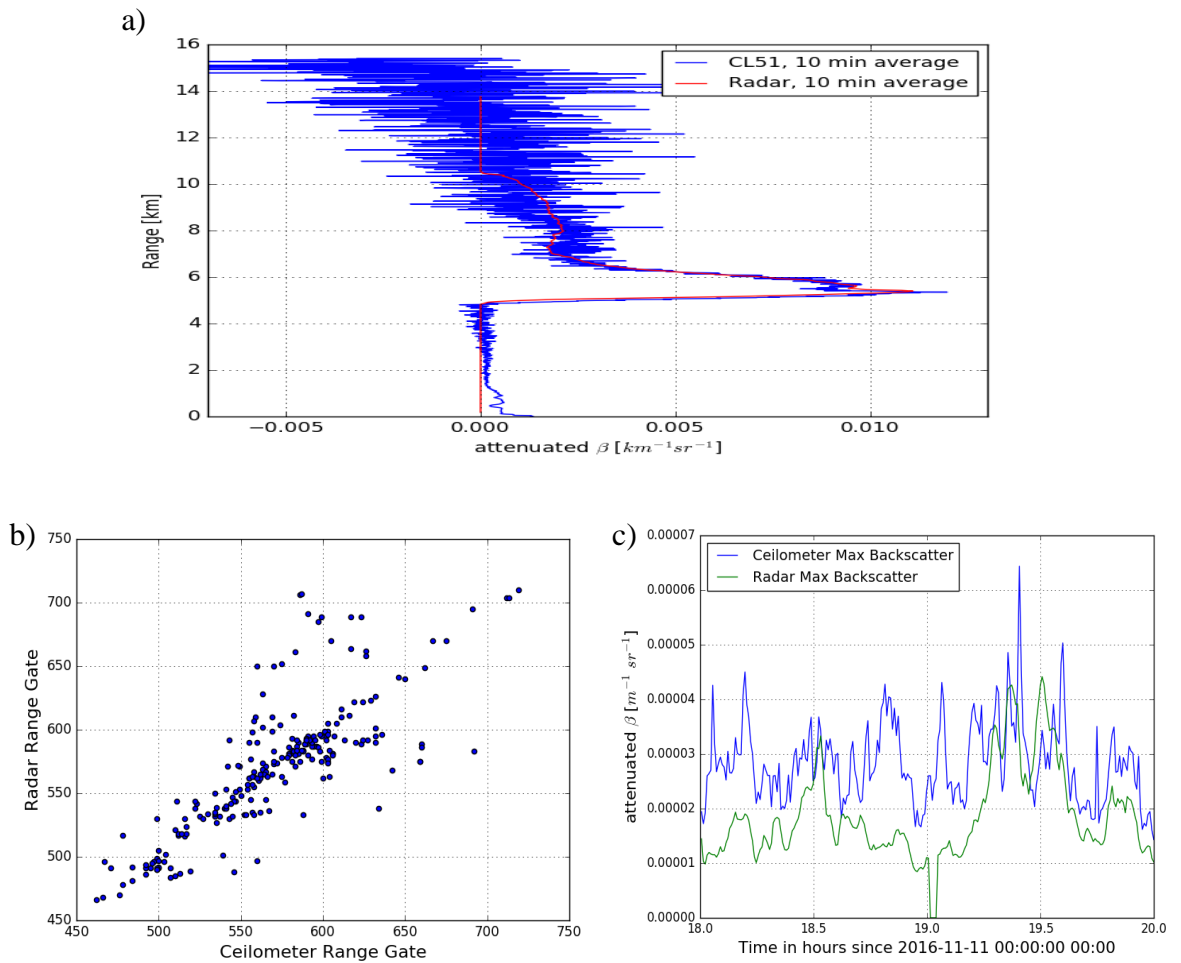 a)
16
14
12
10
8
6
4
2
0
Range [km]
CL51, 10 min average
Radar, 10 min average
−0.005 0.000 0.005 0.010
attenuated β [km⁻¹sr⁻¹]
b)
750
700
650
600
550
500
450
Radar Range Gate
450 500 550 600 650 700 750
Ceilometer Range Gate
c)
0.00007
0.00006
0.00005
0.00004
0.00003
0.00002
0.00001
0.00000
attenuated β [m⁻¹ sr⁻¹]
Ceilometer Max Backscatter
Radar Max Backscatter
18.0 18.5 19.0 19.5 20.0
Time in hours since 2016-11-11 00:00:00 00:00